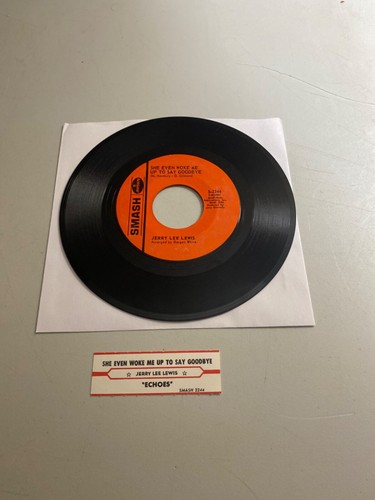 SHE EVEN WOKE ME
UP TO SAY GOODBYE
SMASH
JERRY LEE LEWIS
SHE EVEN WOKE ME UP TO SAY GOODBYE
☆ JERRY LEE LEWIS ☆
"ECHOES"
SMASH 2244